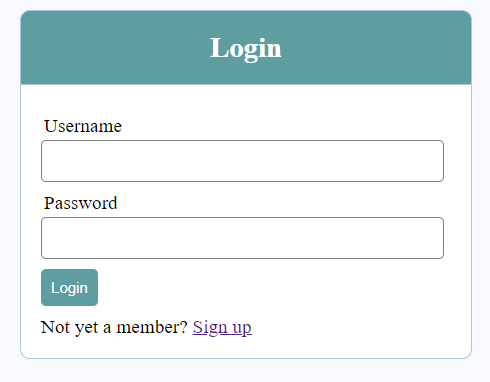 Login
Username
Password
Login
Not yet a member? Sign up